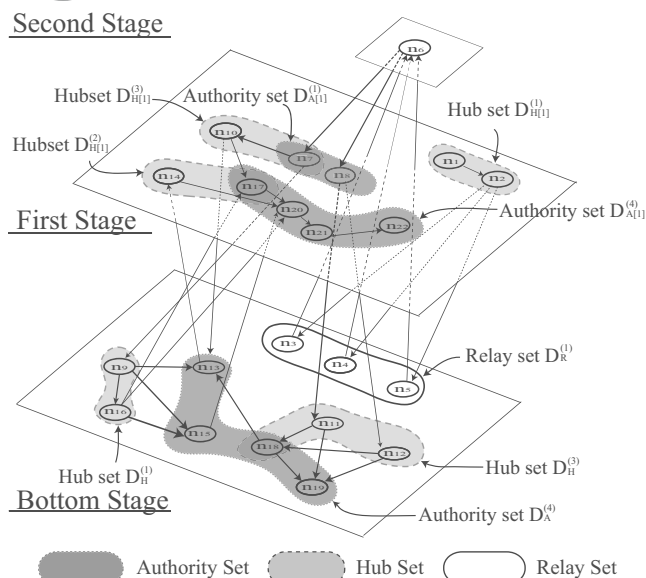 Second Stage
n6
Hubset D(3)H[1]
Authority set D(1)A[1]
Hub set D(1)H[1]
n10
Hubset D(2)H[1]
n7
n8
n1
n2
n14
n17
n20
n21
n22
Authority set D(4)A[1]
First Stage
n3
n4
n5
Relay set D(1)R
n9
n13
n16
n15
n11
n18
n12
n19
Hub set D(1)H
Hub set D(3)H
Bottom Stage
Authority set D(4)A
Authority Set
Hub Set
Relay Set